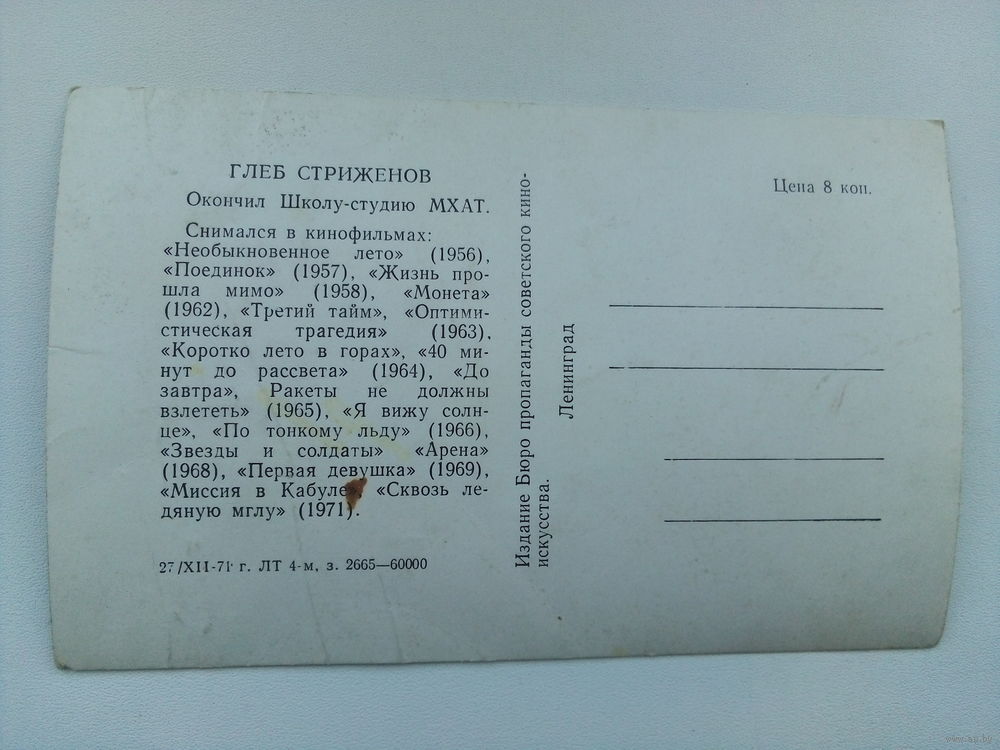 ГЛЕБ СТРИЖЕНОВ
Окончил Школу-студию МХАТ.
Снимался в кинофильмах:
«Необыкновенное лето» (1956),
«Поединок» (1957), «Жизнь про-
шла мимо» (1958), «Монета»
(1962), «Третий тайм», «Оптими-
стическая трагедия» (1963),
«Коротко лето в горах», «40 ми-
нут до рассвета» (1964), «До
завтра», Ракеты не должны
взлететь» (1965), «Я вижу солн-
це», «По тонкому льду» (1966),
«Звезды и солдаты» «Арена»
(1968), «Первая девушка» (1969),
«Миссия в Кабуле», «Сквозь ле-
дяную мглу» (1971).
27/XII-71 г. ЛТ 4-м, з. 2665—60000
Издание Бюро пропаганды советского кино-
искусства.
Ленинград
Цена 8 коп.
www.ay.by